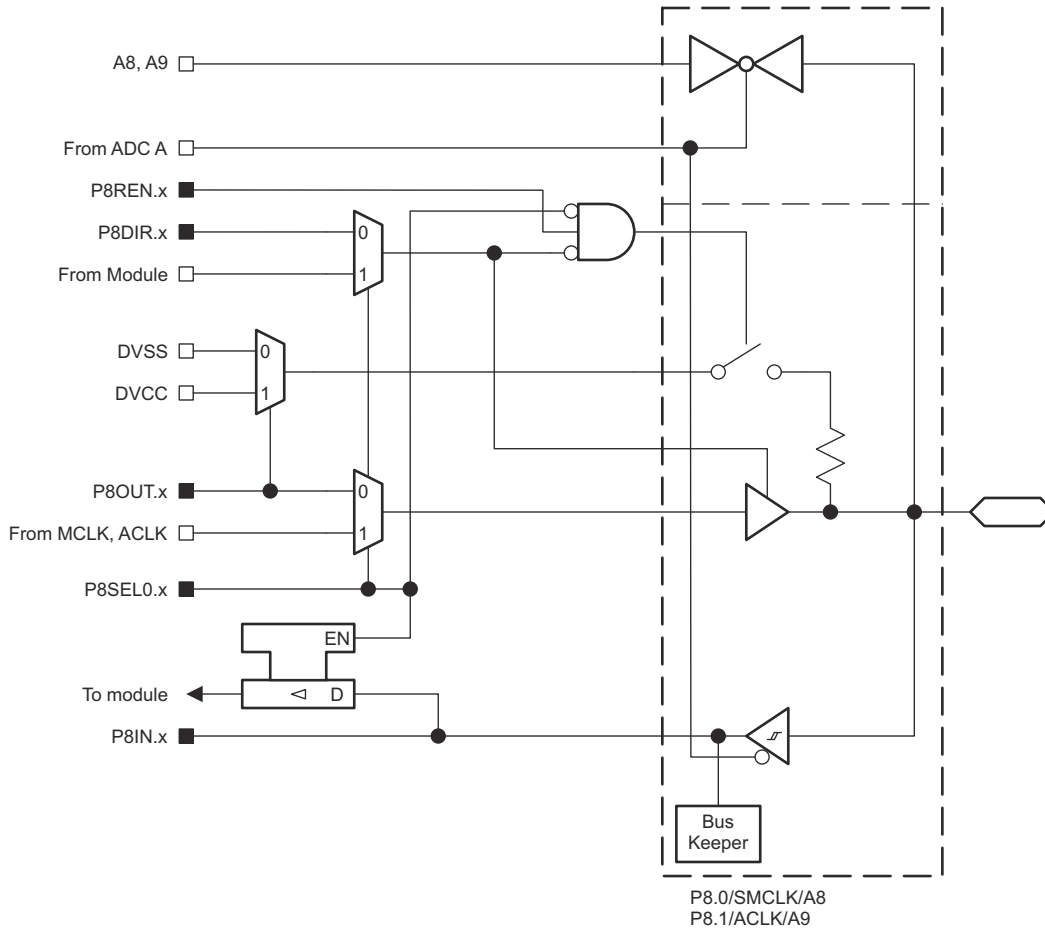 A8, A9
From ADC A
P8REN.x
P8DIR.x
0
From Module
1
DVSS
0
DVCC
1
P8OUT.x
0
From MCLK, ACLK
1
P8SEL0.x
EN
To module
D
P8IN.x
Bus
Keeper
P8.0/SMCLK/A8
P8.1/ACLK/A9